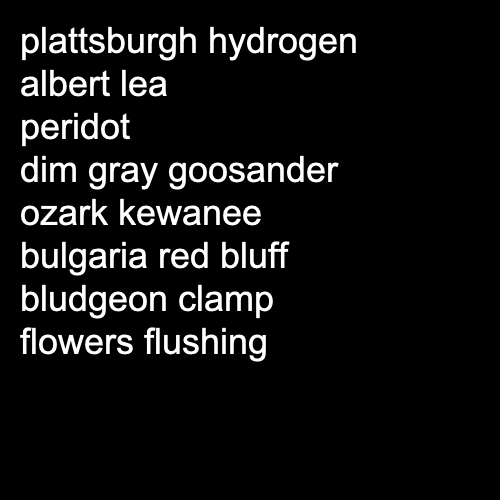 plattsburgh hydrogen
albert lea
peridot
dim gray goosander
ozark kewanee
bulgaria red bluff
bludgeon clamp
flowers flushing